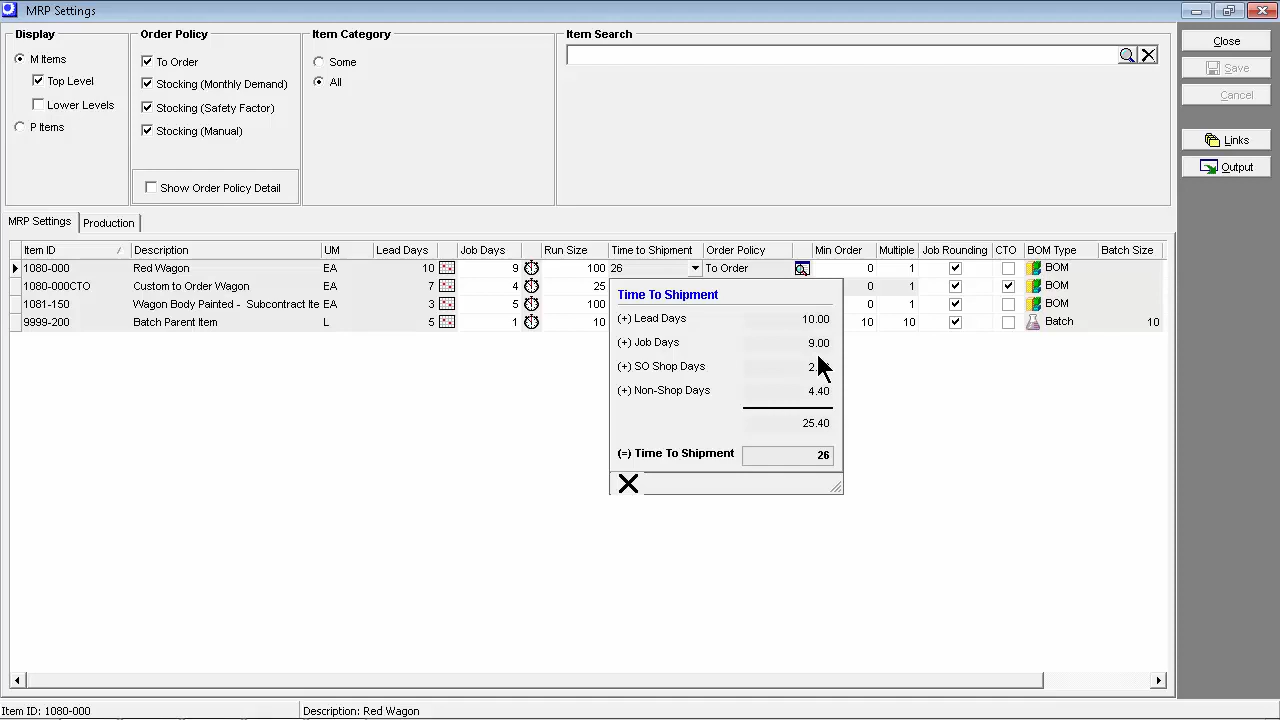 MRP Settings
Display
Order Policy
Item Category
Item Search
M Items
Top Level
Lower Levels
P Items
To Order
Stocking (Monthly Demand)
Stocking (Safety Factor)
Stocking (Manual)
Show Order Policy Detail
Some
All
Close
Save
Cancel
Links
Output
MRP Settings Production
Item ID Description UM Lead Days Job Days Run Size Time to Shipment Order Policy Min Order Multiple Job Rounding CTO BOM Type Batch Size
1080-000 Red Wagon EA 10 9 100 26 To Order 0 1 BOM
1080-000CTO Custom to Order Wagon EA 7 4 25 0 1 BOM
1081-150 Wagon Body Painted - Subcontract Ite EA 3 5 100 0 1 BOM
9999-200 Batch Parent Item L 5 1 10 10 10 Batch 10
Time To Shipment
(+) Lead Days 10.00
(+) Job Days 9.00
(+) SO Shop Days
(+) Non-Shop Days 4.40
25.40
(=) Time To Shipment 26
Item ID: 1080-000 Description: Red Wagon